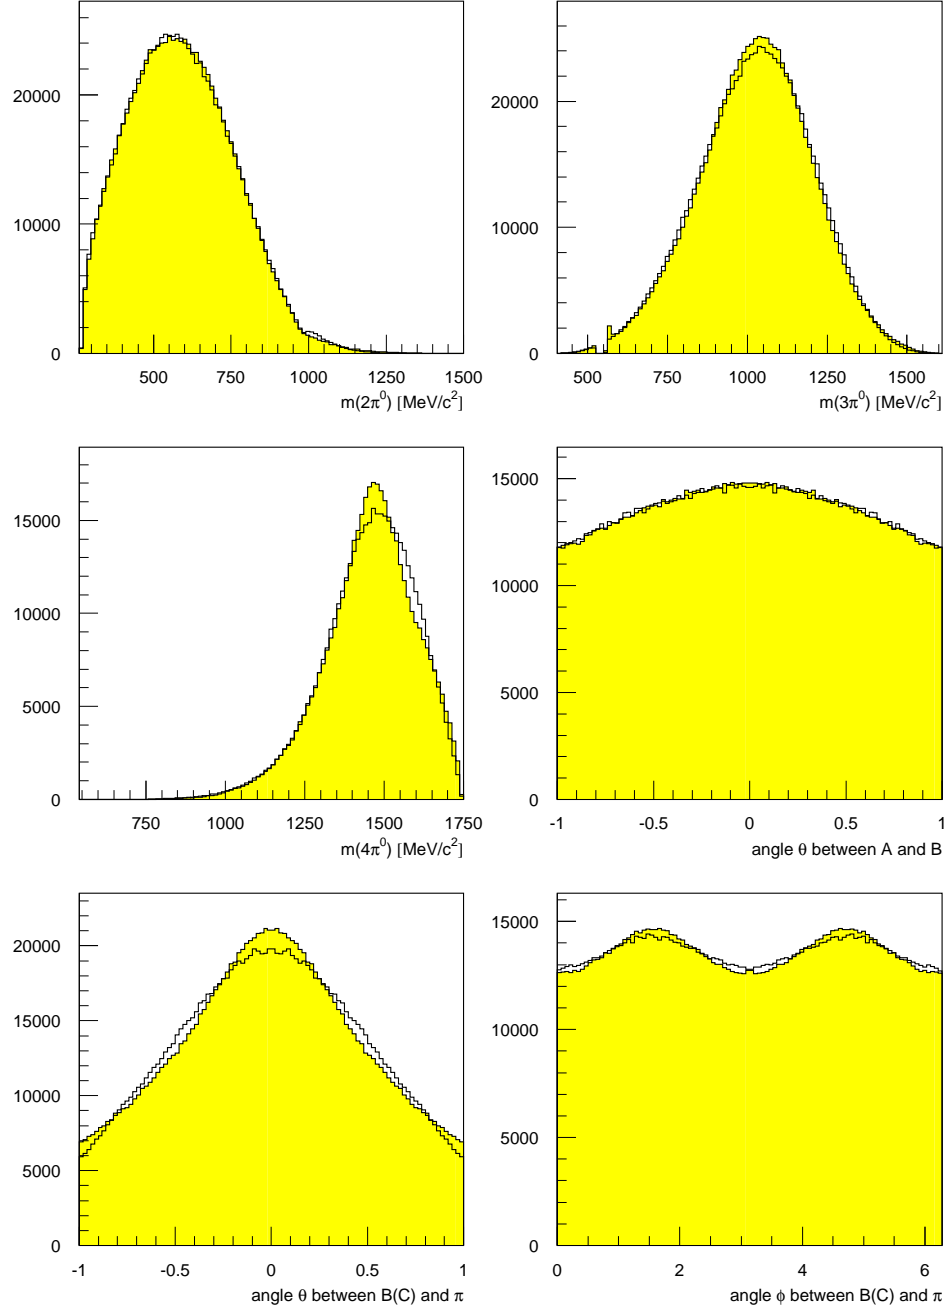 20000
10000
0
500 750 1000 1250 1500
m(2π⁰) [MeV/c²]
20000
10000
0
500 750 1000 1250 1500
m(3π⁰) [MeV/c²]
15000
10000
5000
0
750 1000 1250 1500 1750
m(4π⁰) [MeV/c²]
15000
10000
5000
0
-1 -0.5 0 0.5 1
angle θ between A and B
20000
15000
10000
5000
0
-1 -0.5 0 0.5 1
angle θ between B(C) and π
15000
10000
5000
0
0 2 4 6
angle ϕ between B(C) and π